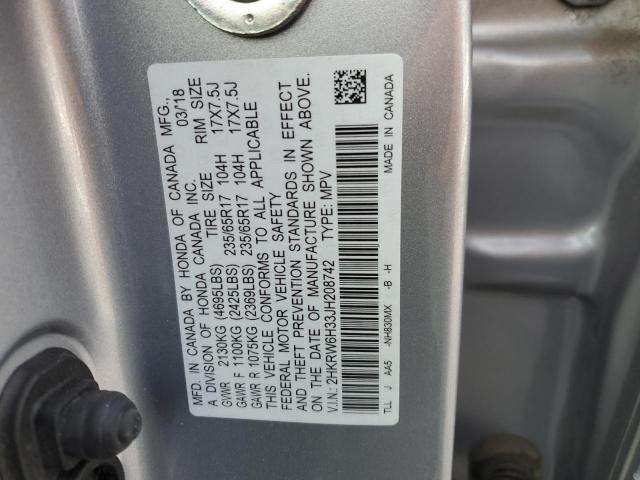 MFD. IN CANADA BY HONDA OF CANADA MFG.,
A DIVISION OF HONDA CANADA INC. 03/18
TIRE SIZE RIM SIZE
GVWR 2130KG (4695LBS)
GAWR F 1100KG (2425LBS) 235/65R17 104H 17X7.5J
GAWR R 1075KG (2369LBS) 235/65R17 104H 17X7.5J
THIS VEHICLE CONFORMS TO ALL APPLICABLE
FEDERAL MOTOR VEHICLE SAFETY
AND THEFT PREVENTION STANDARDS IN EFFECT
ON THE DATE OF MANUFACTURE SHOWN ABOVE.
V.I.N.: 2HKRW6H33JH208742 TYPE: MPV
TLL J AA5 -NH830MX -B -H MADE IN CANADA